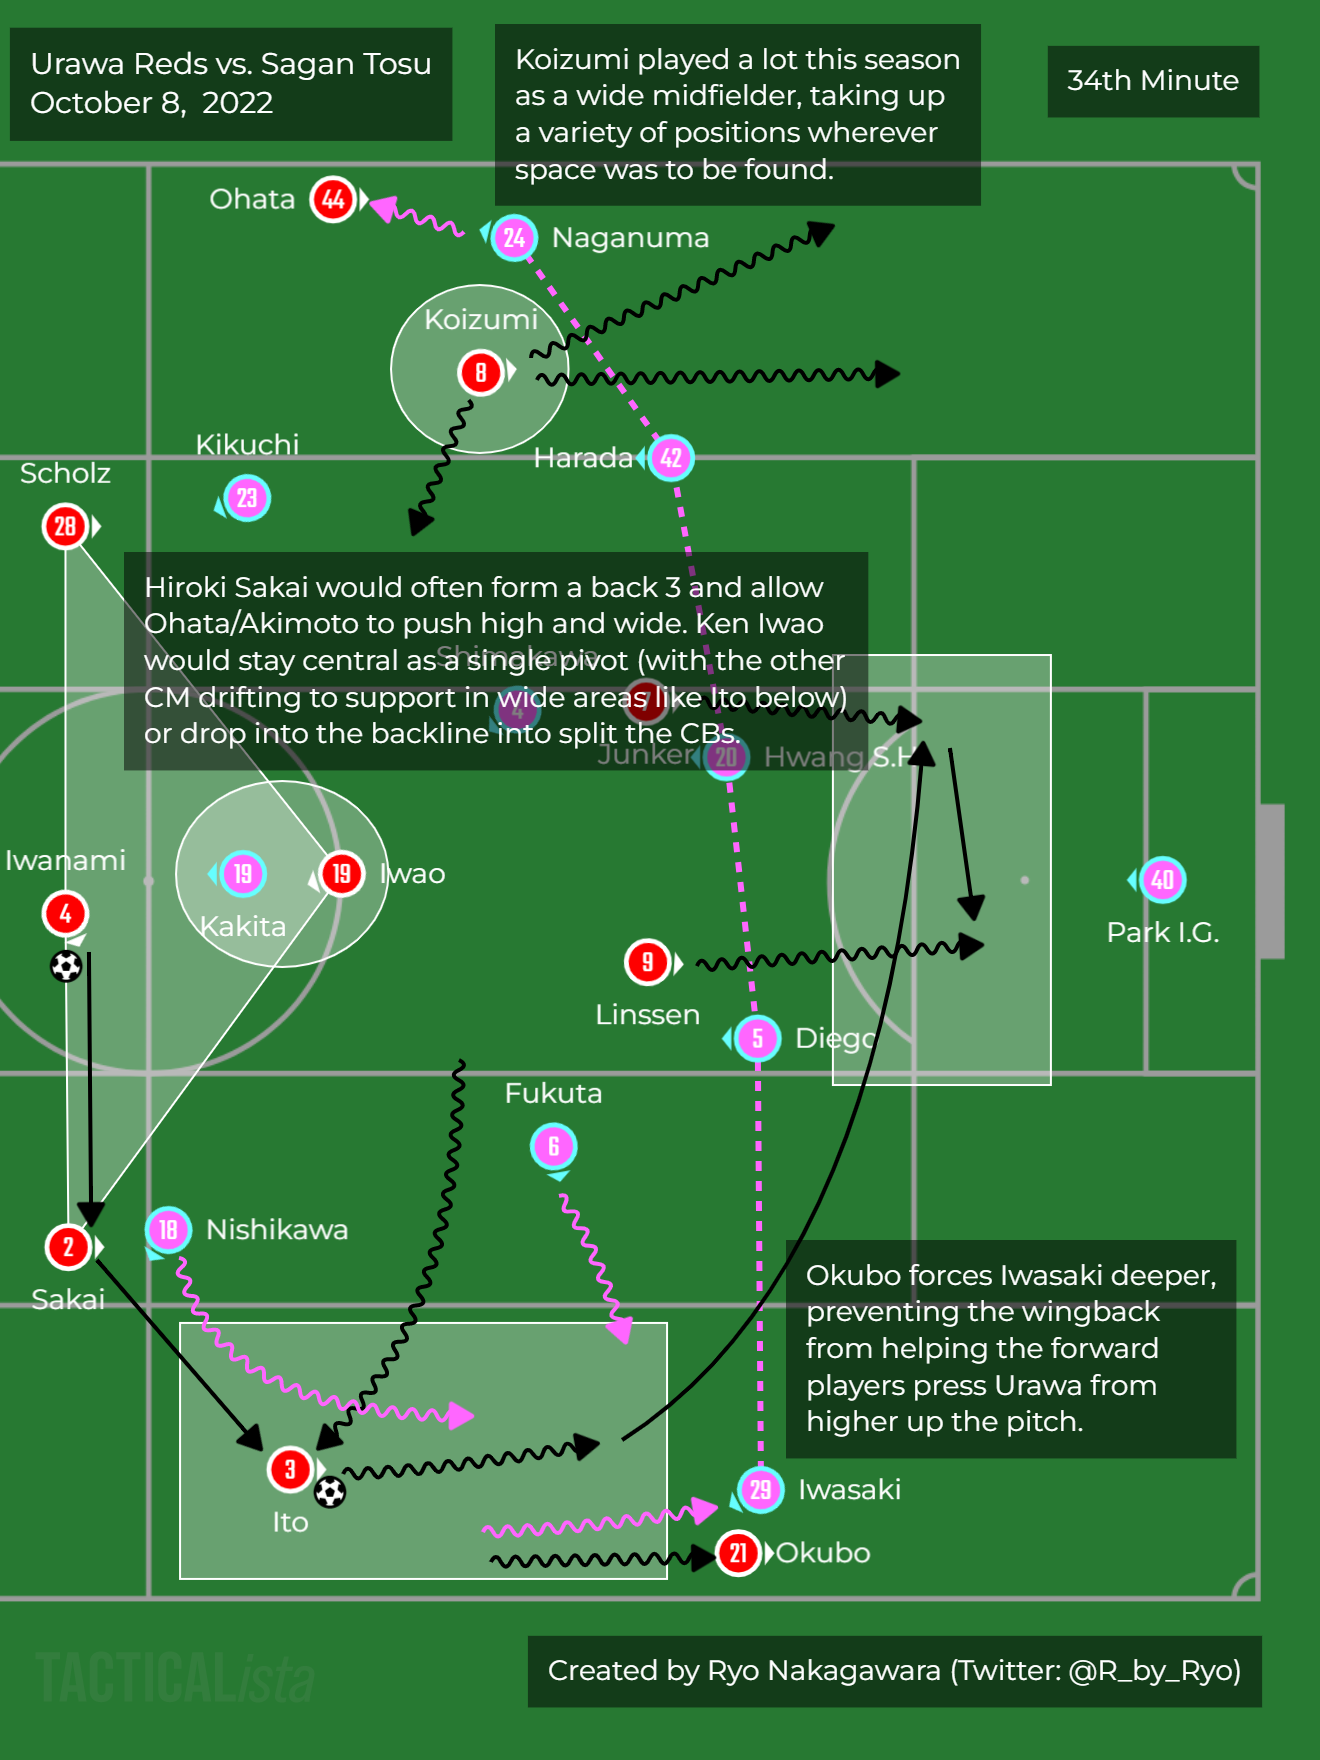 Urawa Reds vs. Sagan Tosu
October 8, 2022
Koizumi played a lot this season
as a wide midfielder, taking up
a variety of positions wherever
space was to be found.
34th Minute
Ohata
44
24
Naganuma
Koizumi
8
Kikuchi
23
Harada
42
Scholz
28
Hiroki Sakai would often form a back 3 and allow
Ohata/Akimoto to push high and wide. Ken Iwao
would stay central as a single pivot (with the other
CM drifting to support in wide areas like Ito below)
or drop into the backline into split the CBs.
Shimakawa
4
7
Junker
20
Hwang S.H
Iwanami
4
19
Kakita
19
Iwao
40
Park I.G.
9
Linssen
5
Diego
Fukuta
6
18
Nishikawa
2
Sakai
Okubo forces Iwasaki deeper,
preventing the wingback
from helping the forward
players press Urawa from
higher up the pitch.
3
Ito
29
Iwasaki
21
Okubo
TACTICALista
Created by Ryo Nakagawara (Twitter: @R_by_Ryo)